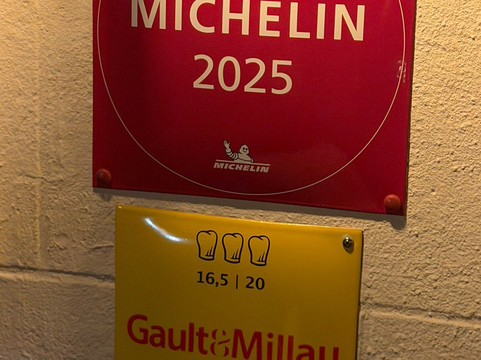 MICHELIN
2025
MICHELIN
16,5 | 20
Gault&Millau